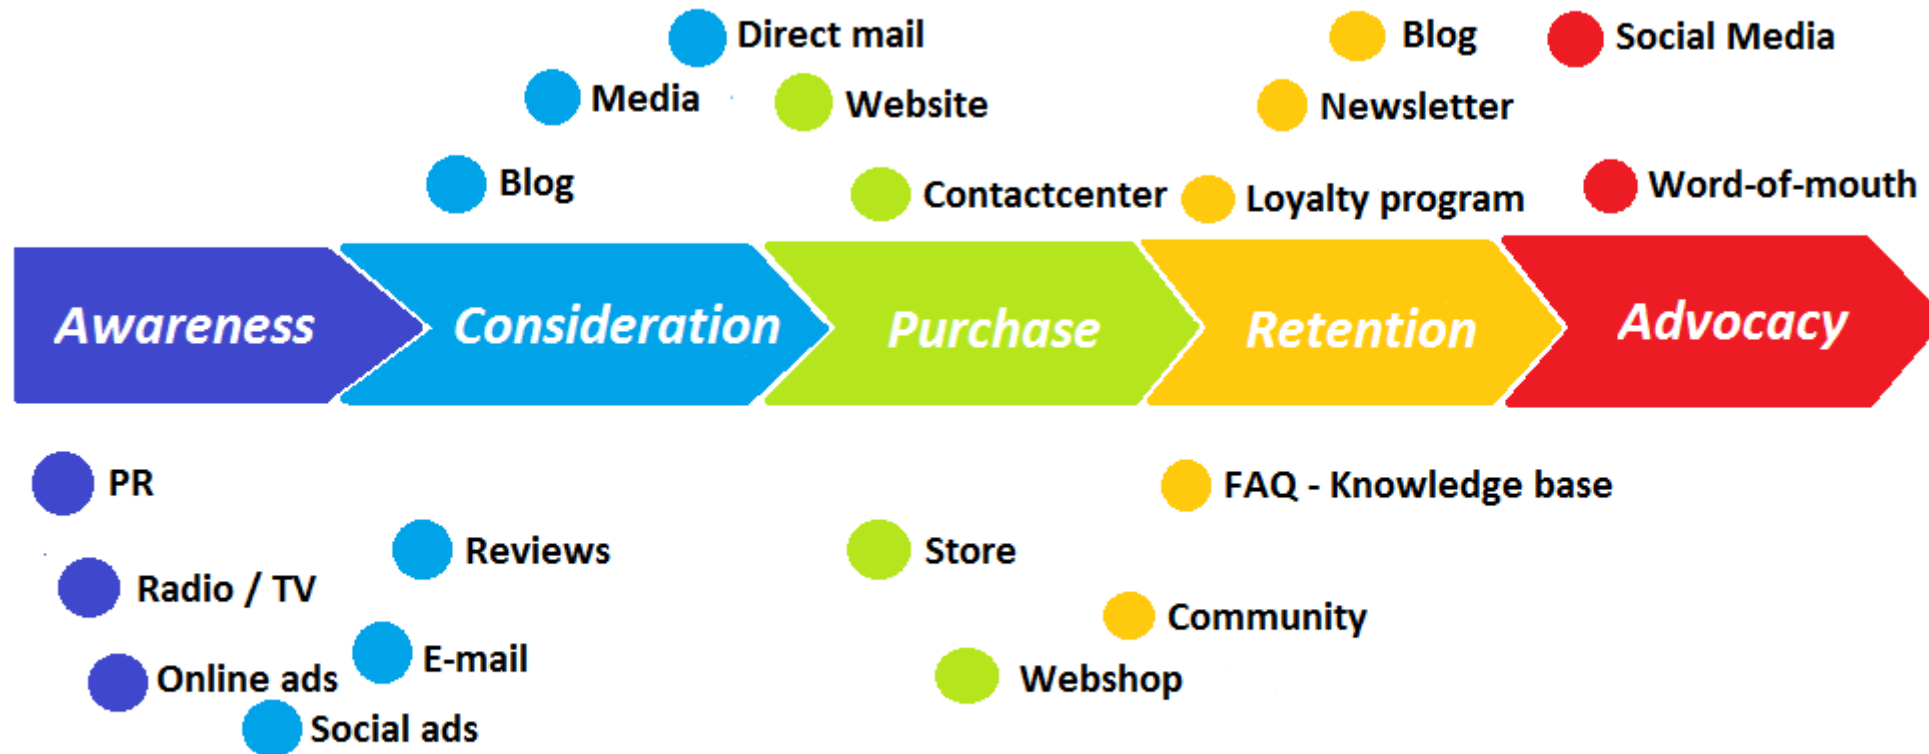 Direct mail
Blog
Social Media
Media
Website
Newsletter
Blog
Contactcenter
Loyalty program
Word-of-mouth
Awareness
Consideration
Purchase
Retention
Advocacy
PR
FAQ - Knowledge base
Reviews
Store
Radio / TV
Community
E-mail
Online ads
Webshop
Social ads